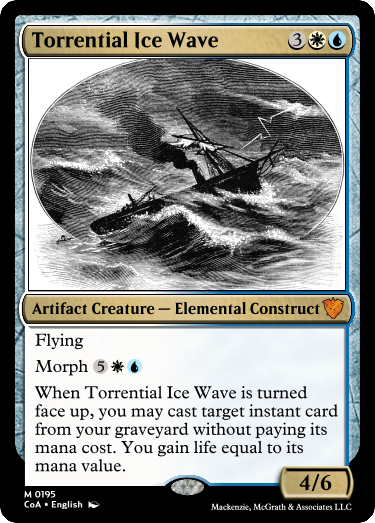 Torrential Ice Wave 3
Artifact Creature — Elemental Construct
Flying
Morph 5
When Torrential Ice Wave is turned
face up, you may cast target instant card
from your graveyard without paying its
mana cost. You gain life equal to its
mana value.
4/6
M 0195
CoA • English
Mackenzie, McGrath & Associates LLC